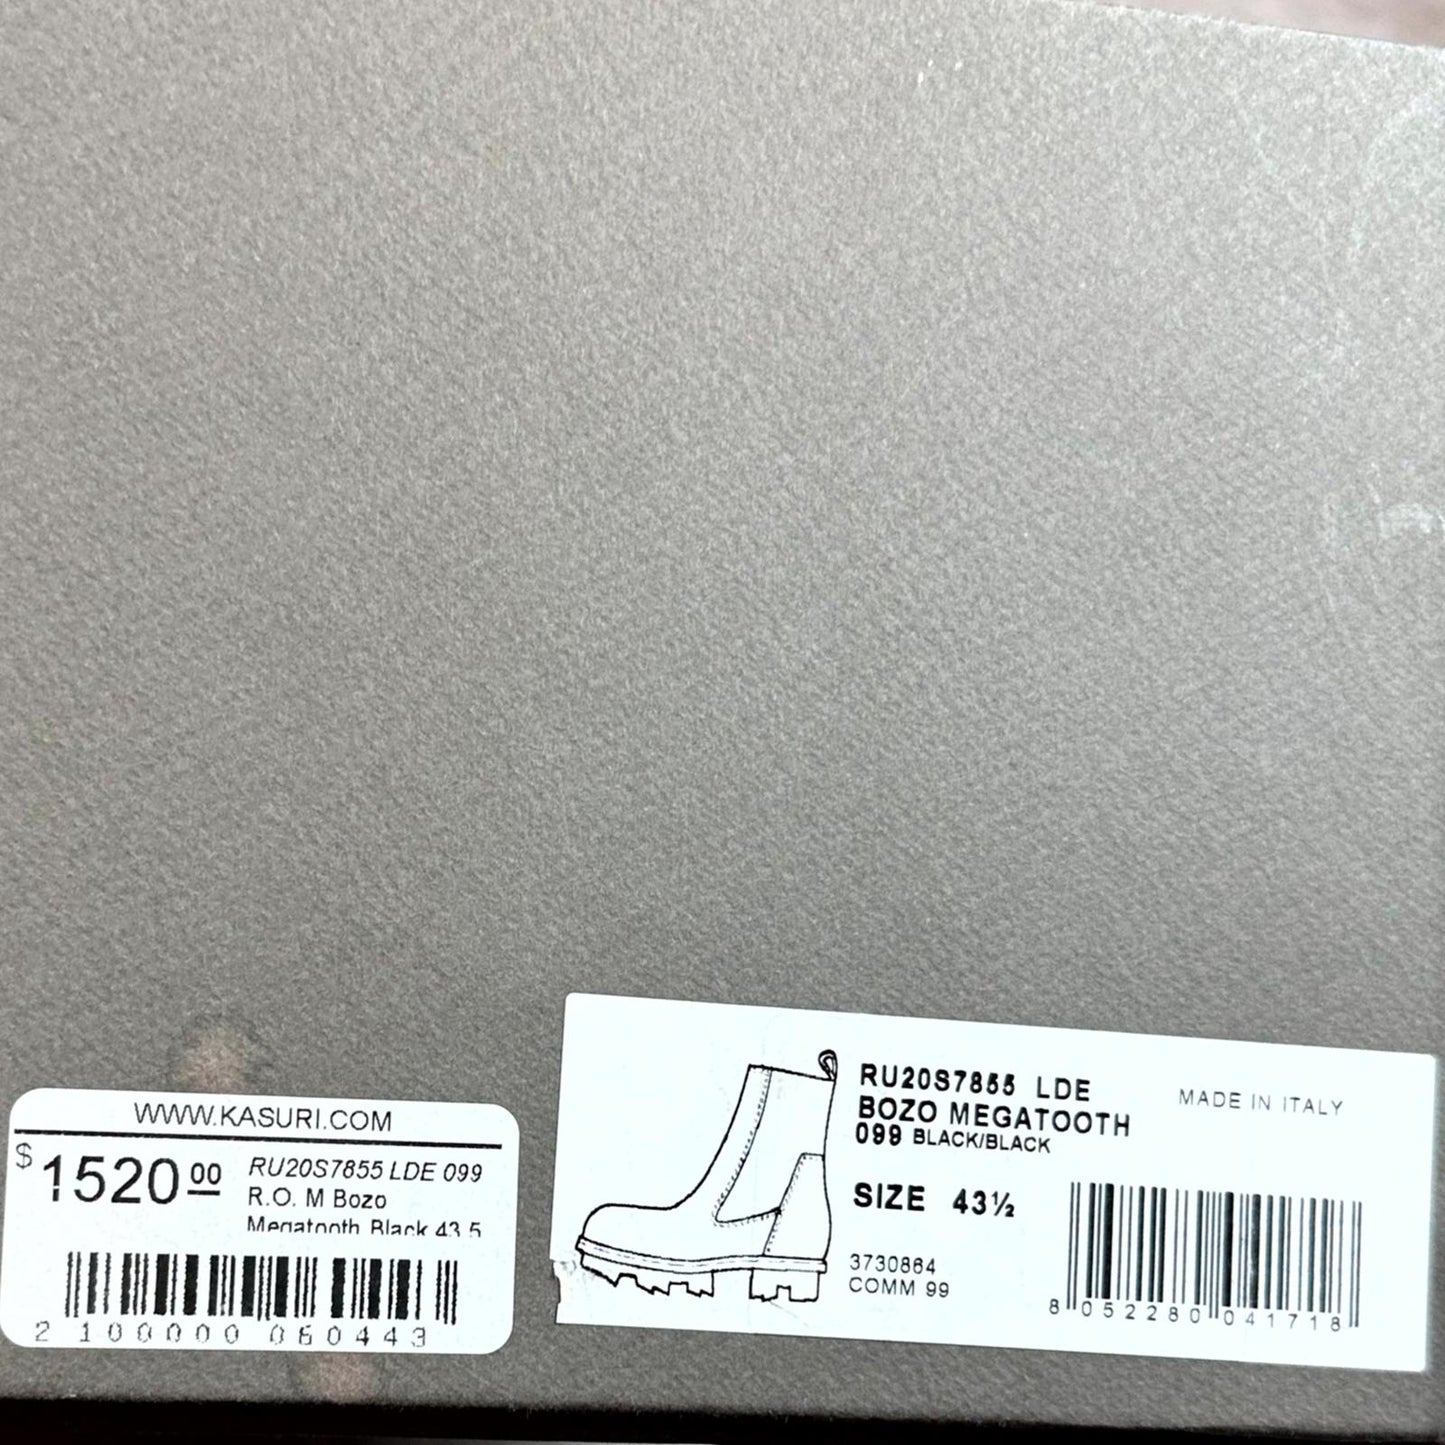 WWW.KASURI.COM
$ 1520 00
RU20S7855 LDE 099
R.O. M Bozo
Megatooth Black 43.5
2 100000 060443
RU20S7855 LDE
BOZO MEGATOOTH
099 BLACK/BLACK
MADE IN ITALY
SIZE 43½
3730864
COMM 99
8 052280 041718